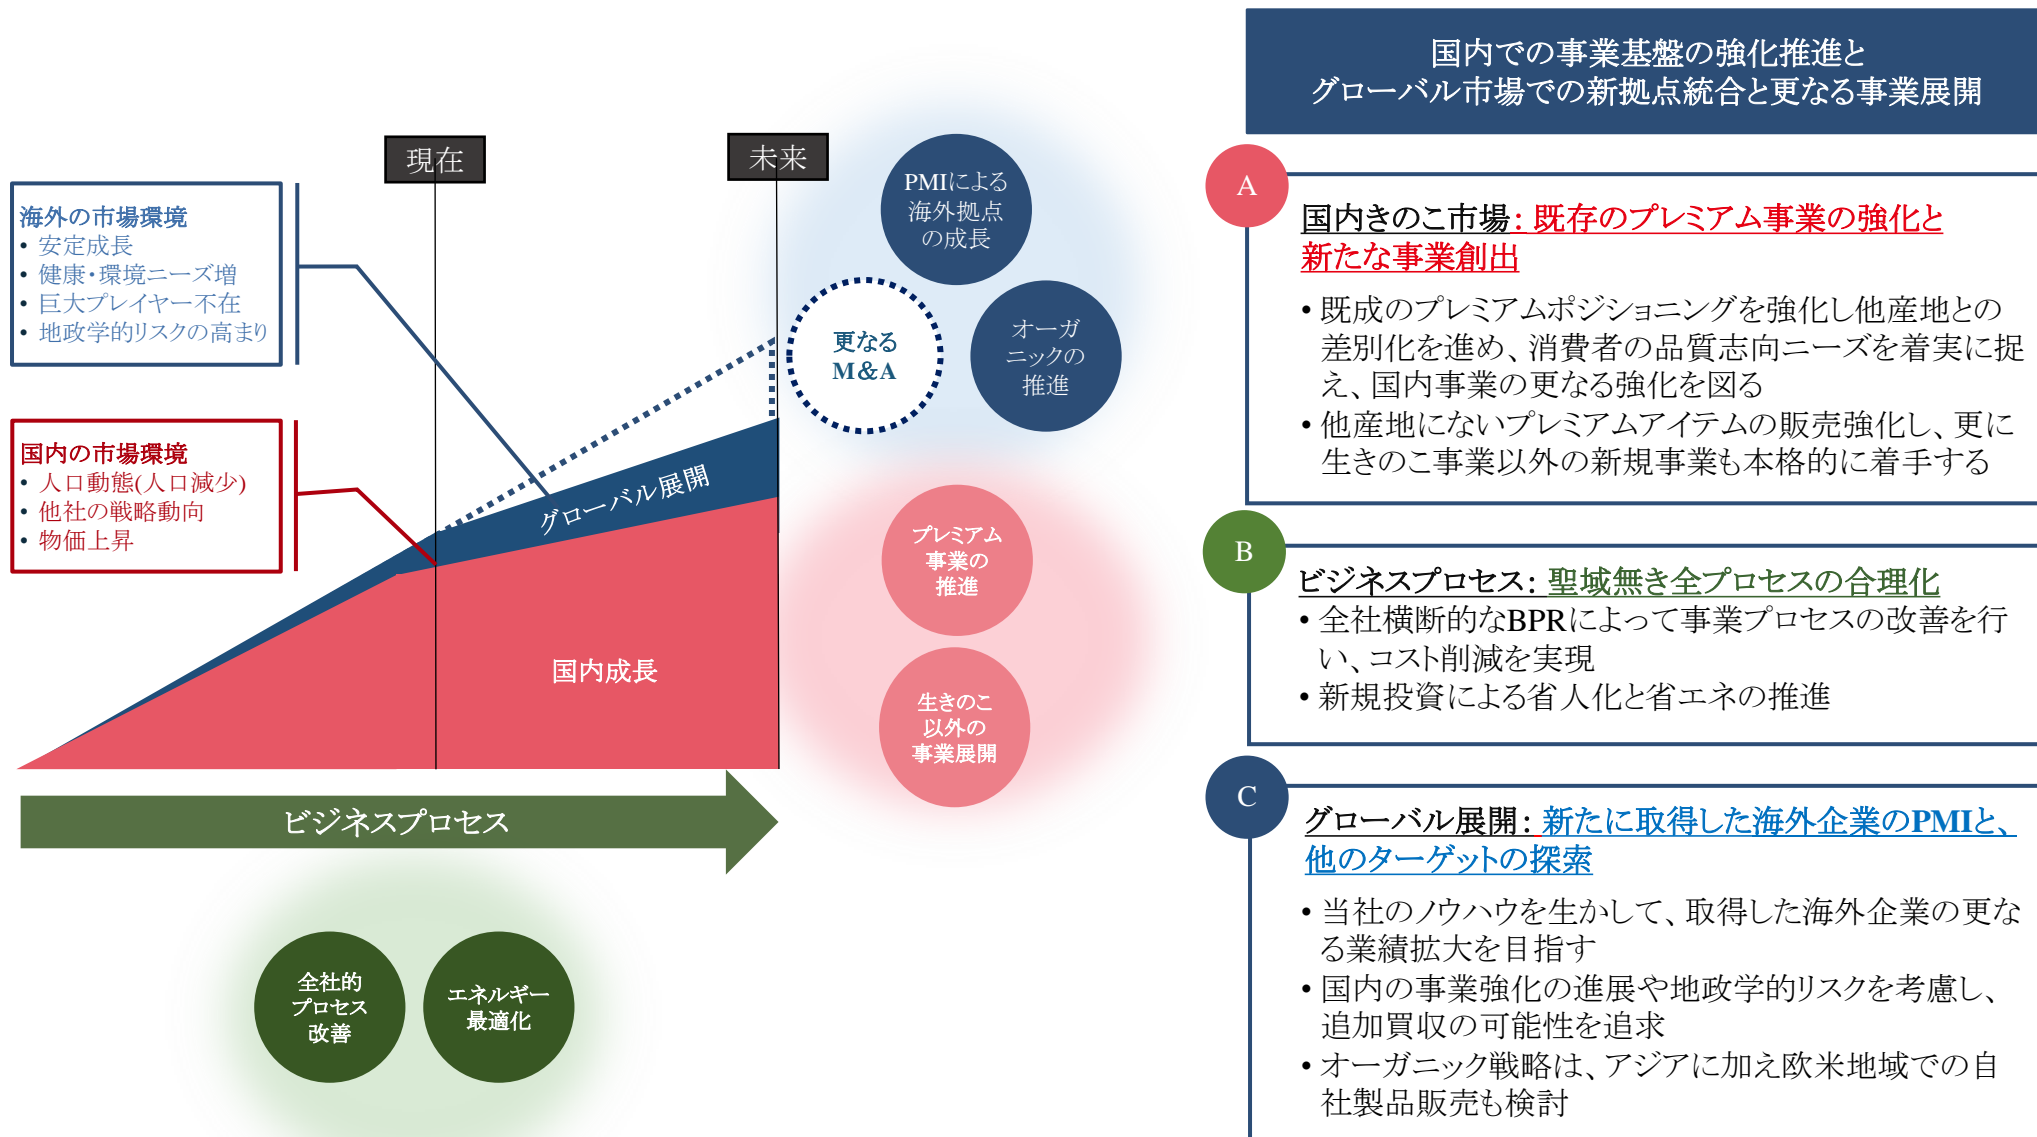 現在
未来
海外の市場環境
• 安定成長
• 健康・環境ニーズ増
• 巨大プレイヤー不在
• 地政学的リスクの高まり
国内の市場環境
• 人口動態(人口減少)
• 他社の戦略動向
• 物価上昇
グローバル展開
国内成長
ビジネスプロセス
PMIによる
海外拠点
の成長
更なる
M&A
オーガ
ニックの
推進
プレミアム
事業の
推進
生きのこ
以外の
事業展開
全社的
プロセス
改善
エネルギー
最適化
国内での事業基盤の強化推進と
グローバル市場での新拠点統合と更なる事業展開
A
国内きのこ市場：既存のプレミアム事業の強化と
新たな事業創出
• 既成のプレミアムポジショニングを強化し他産地との
差別化を進め、消費者の品質志向ニーズを着実に捉
え、国内事業の更なる強化を図る
• 他産地にないプレミアムアイテムの販売強化し、更に
生きのこ事業以外の新規事業も本格的に着手する
B
ビジネスプロセス：聖域無き全プロセスの合理化
• 全社横断的なBPRによって事業プロセスの改善を行
い、コスト削減を実現
• 新規投資による省人化と省エネの推進
C
グローバル展開：新たに取得した海外企業のPMIと、
他のターゲットの探索
• 当社のノウハウを生かして、取得した海外企業の更な
る業績拡大を目指す
• 国内の事業強化の進展や地政学的リスクを考慮し、
追加買収の可能性を追求
• オーガニック戦略は、アジアに加え欧米地域での自
社製品販売も検討